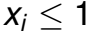 xᵢ ≤ 1